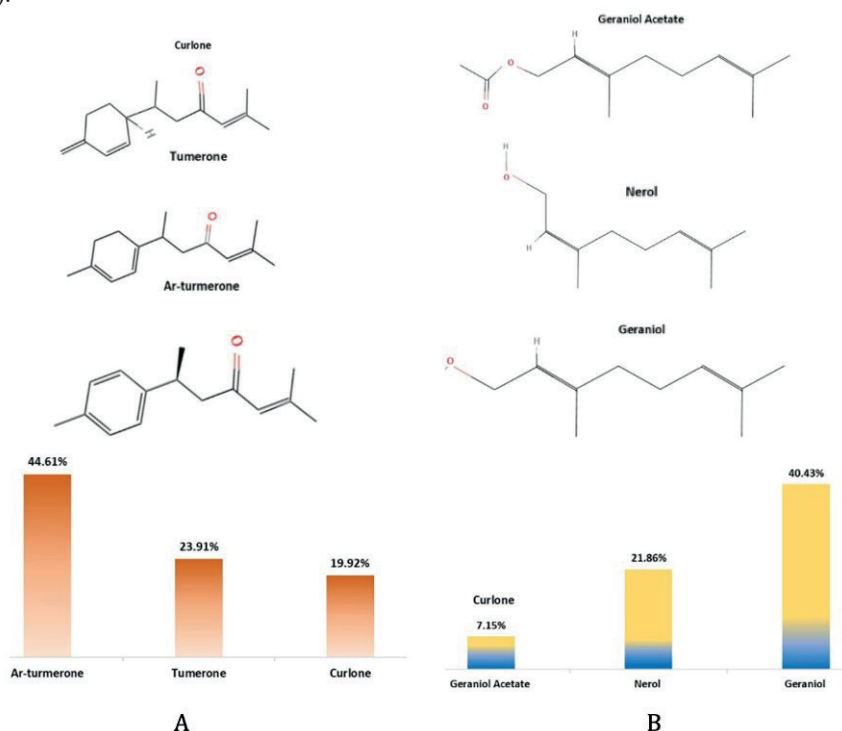 ).
Curlone
O
H
Tumerone
O
Ar-turmerone
O
44.61%
23.91%
19.92%
Ar-turmerone
Tumerone
Curlone
A
Geraniol Acetate
H
O
O
H
O
Nerol
H
Geraniol
O
H
40.43%
21.86%
Curlone
7.15%
Geraniol Acetate
Nerol
Geraniol
B